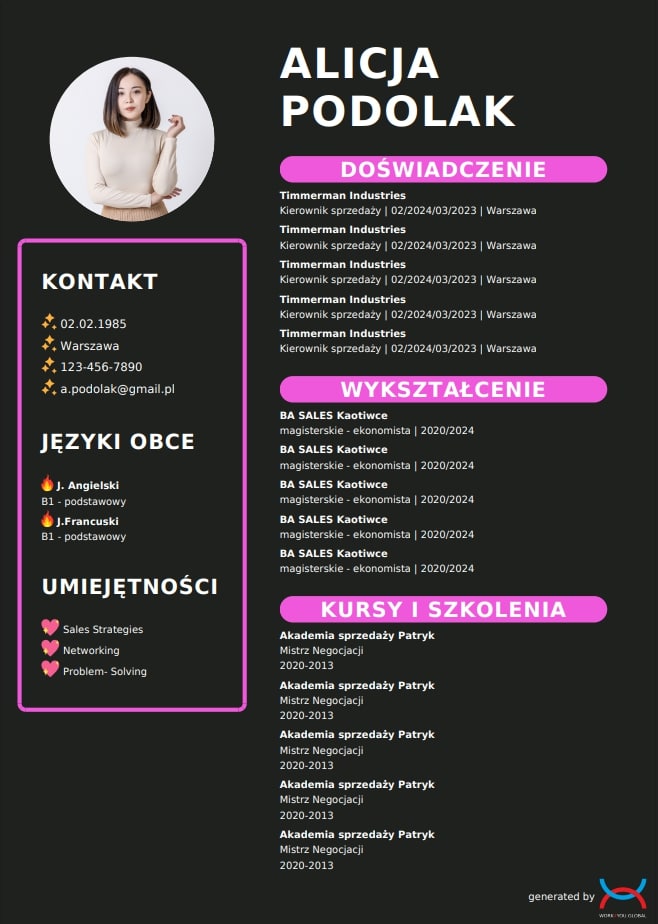 ALICJA
PODOLAK
KONTAKT
02.02.1985
Warszawa
123-456-7890
a.podolak@gmail.pl
JĘZYKI OBCE
J. Angielski
B1 - podstawowy
J.Francuski
B1 - podstawowy
UMIEJĘTNOŚCI
Sales Strategies
Networking
Problem- Solving
DOŚWIADCZENIE
Timmerman Industries
Kierownik sprzedaży | 02/2024/03/2023 | Warszawa
Timmerman Industries
Kierownik sprzedaży | 02/2024/03/2023 | Warszawa
Timmerman Industries
Kierownik sprzedaży | 02/2024/03/2023 | Warszawa
Timmerman Industries
Kierownik sprzedaży | 02/2024/03/2023 | Warszawa
Timmerman Industries
Kierownik sprzedaży | 02/2024/03/2023 | Warszawa
WYKSZTAŁCENIE
BA SALES Kaotiwce
magisterskie - ekonomista | 2020/2024
BA SALES Kaotiwce
magisterskie - ekonomista | 2020/2024
BA SALES Kaotiwce
magisterskie - ekonomista | 2020/2024
BA SALES Kaotiwce
magisterskie - ekonomista | 2020/2024
BA SALES Kaotiwce
magisterskie - ekonomista | 2020/2024
KURSY I SZKOLENIA
Akademia sprzedaży Patryk
Mistrz Negocjacji
2020-2013
Akademia sprzedaży Patryk
Mistrz Negocjacji
2020-2013
Akademia sprzedaży Patryk
Mistrz Negocjacji
2020-2013
Akademia sprzedaży Patryk
Mistrz Negocjacji
2020-2013
Akademia sprzedaży Patryk
Mistrz Negocjacji
2020-2013
generated by
WORK4YOU GLOBAL